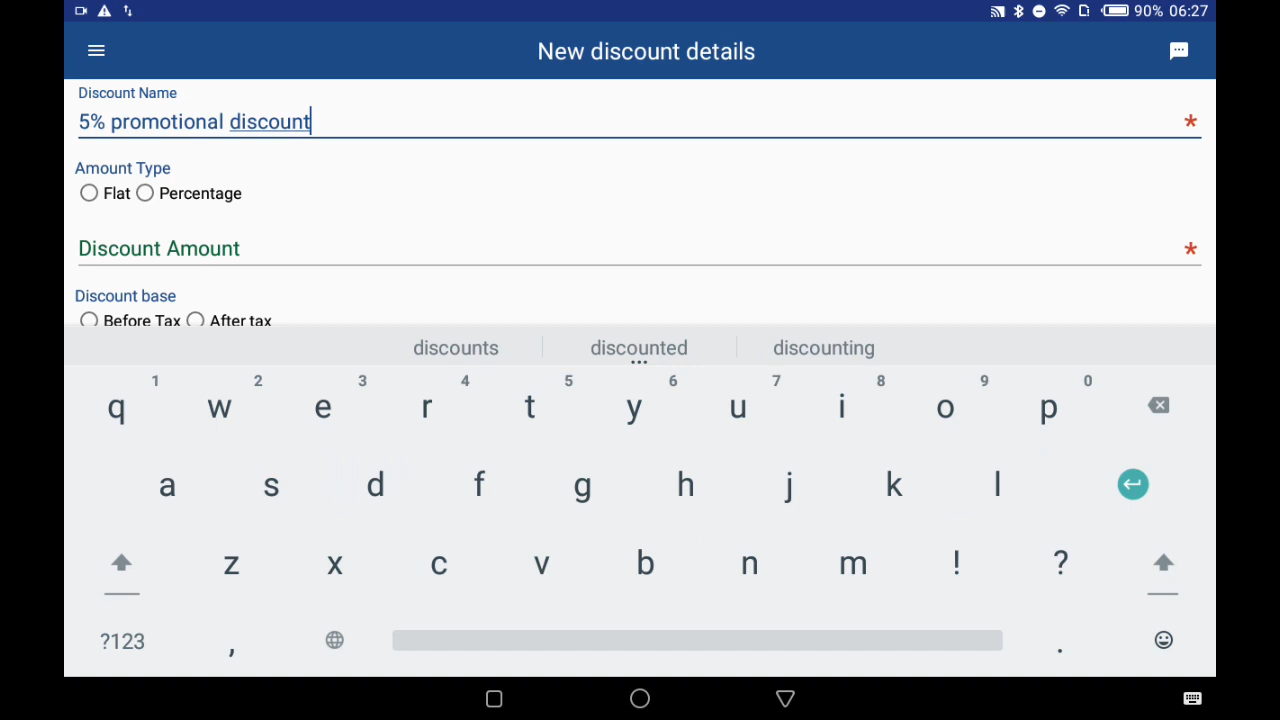 90% 06:27
New discount details
Discount Name
5% promotional discount *
Amount Type
Flat Percentage
Discount Amount *
Discount base
Before Tax After tax
discounts discounted discounting
1 2 3 4 5 6 7 8 9 0
q w e r t y u i o p
a s d f g h j k l
z x c v b n m ! ?
?123 , .